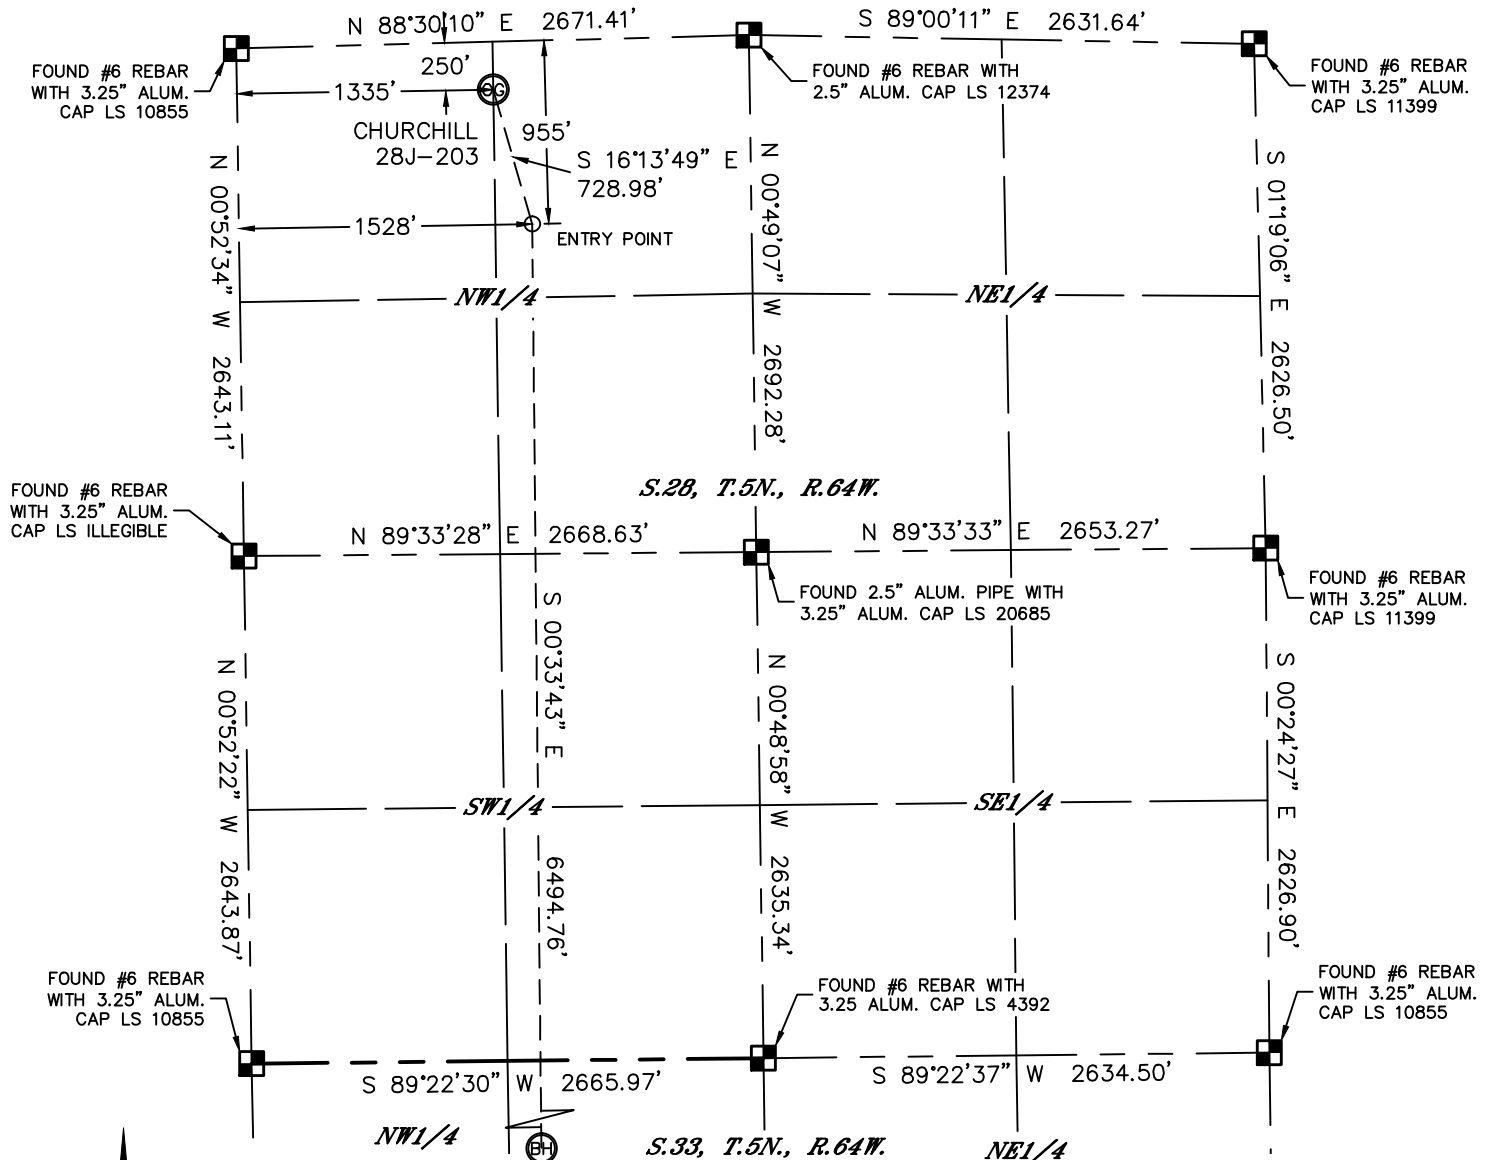 N 88°30'10" E 2671.41'
S 89°00'11" E 2631.64'
FOUND #6 REBAR
WITH 3.25" ALUM.
CAP LS 10855
250'
1335'
OG
CHURCHILL
28J-203
955'
S 16°13'49" E
728.98'
1528'
ENTRY POINT
FOUND #6 REBAR WITH
2.5" ALUM. CAP LS 12374
FOUND #6 REBAR
WITH 3.25" ALUM.
CAP LS 11399
N 00°52'34" W 2643.11'
N 00°49'07" W 2692.28'
S 01°19'06" E 2626.50'
NW1/4
NE1/4
S.28, T.5N., R.64W.
FOUND #6 REBAR
WITH 3.25" ALUM.
CAP LS ILLEGIBLE
N 89°33'28" E 2668.63'
N 89°33'33" E 2653.27'
FOUND 2.5" ALUM. PIPE WITH
3.25" ALUM. CAP LS 20685
FOUND #6 REBAR
WITH 3.25" ALUM.
CAP LS 11399
N 00°52'22" W 2643.87'
S 00°33'43" E 6494.76'
N 00°48'58" W 2635.34'
S 00°24'27" E 2626.90'
SW1/4
SE1/4
FOUND #6 REBAR
WITH 3.25" ALUM.
CAP LS 10855
FOUND #6 REBAR WITH
3.25 ALUM. CAP LS 4392
FOUND #6 REBAR
WITH 3.25" ALUM.
CAP LS 10855
S 89°22'30" W 2665.97'
S 89°22'37" W 2634.50'
NW1/4
BH
S.33, T.5N., R.64W.
NE1/4